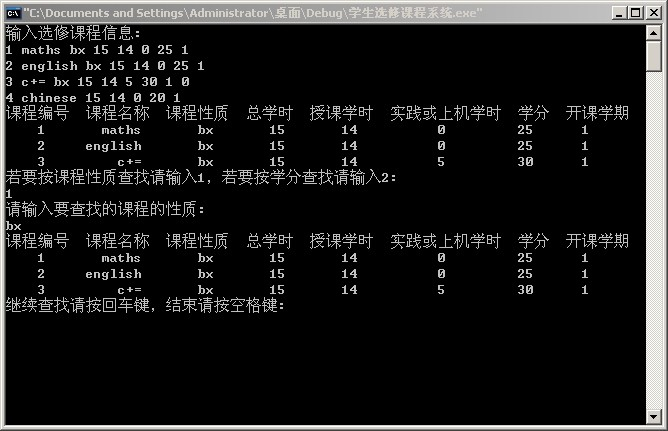 "C:\Documents and Settings\Administrator\桌面\Debug\学生选修课程系统.exe"
输入选修课程信息:
1 maths bx 15 14 0 25 1
2 english bx 15 14 0 25 1
3 c+= bx 15 14 5 30 1 0
4 chinese 15 14 0 20 1
课程编号 课程名称 课程性质 总学时 授课学时 实践或上机学时 学分 开课学期
1 maths bx 15 14 0 25 1
2 english bx 15 14 0 25 1
3 c+= bx 15 14 5 30 1
若要按课程性质查找请输入1, 若要按学分查找请输入2:
1
请输入要查找的课程的性质:
bx
课程编号 课程名称 课程性质 总学时 授课学时 实践或上机学时 学分 开课学期
1 maths bx 15 14 0 25 1
2 english bx 15 14 0 25 1
3 c+= bx 15 14 5 30 1
继续查找请按回车键, 结束请按空格键: